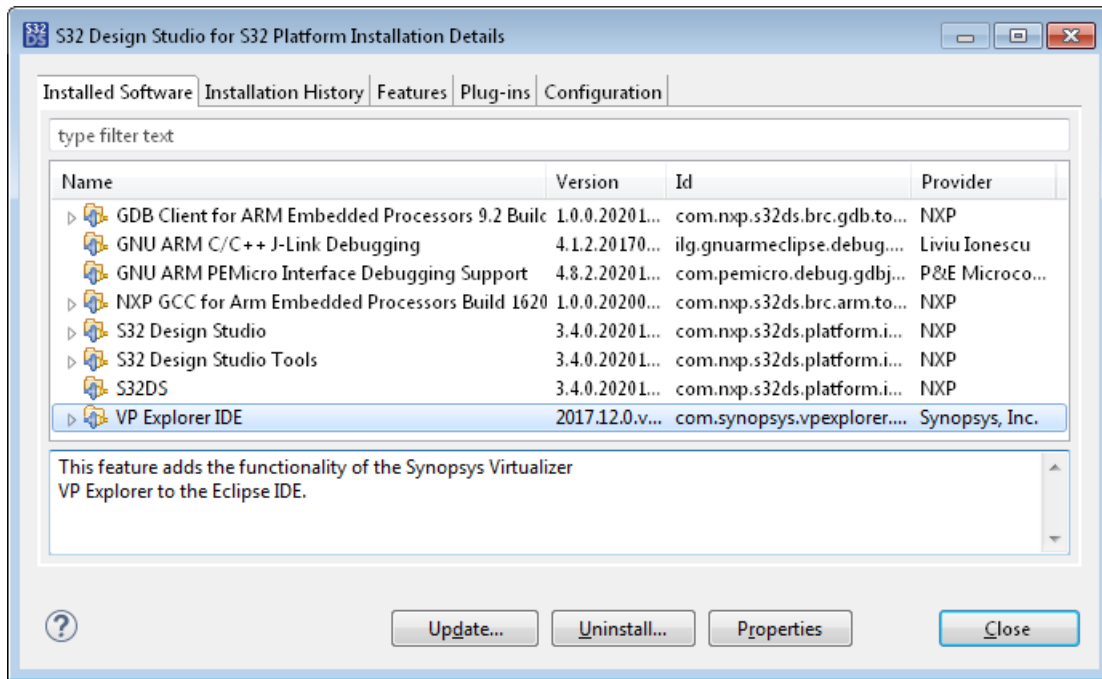 S32 DS S32 Design Studio for S32 Platform Installation Details
Installed Software Installation History Features Plug-ins Configuration
type filter text
Name Version Id Provider
GDB Client for ARM Embedded Processors 9.2 Builc 1.0.0.20201... com.nxp.s32ds.brc.gdb.to... NXP
GNU ARM C/C++ J-Link Debugging 4.1.2.20170... ilg.gnuarmeclipse.debug.... Liviu Ionescu
GNU ARM PEMicro Interface Debugging Support 4.8.2.20201... com.pemicro.debug.gdbj... P&E Microco...
NXP GCC for Arm Embedded Processors Build 1620 1.0.0.20200... com.nxp.s32ds.brc.arm.to... NXP
S32 Design Studio 3.4.0.20201... com.nxp.s32ds.platform.i... NXP
S32 Design Studio Tools 3.4.0.20201... com.nxp.s32ds.platform.i... NXP
S32DS 3.4.0.20201... com.nxp.s32ds.platform.i... NXP
VP Explorer IDE 2017.12.0.v... com.synopsys.vpexplorer.... Synopsys, Inc.
This feature adds the functionality of the Synopsys Virtualizer
VP Explorer to the Eclipse IDE.
? Update... Uninstall... Properties Close